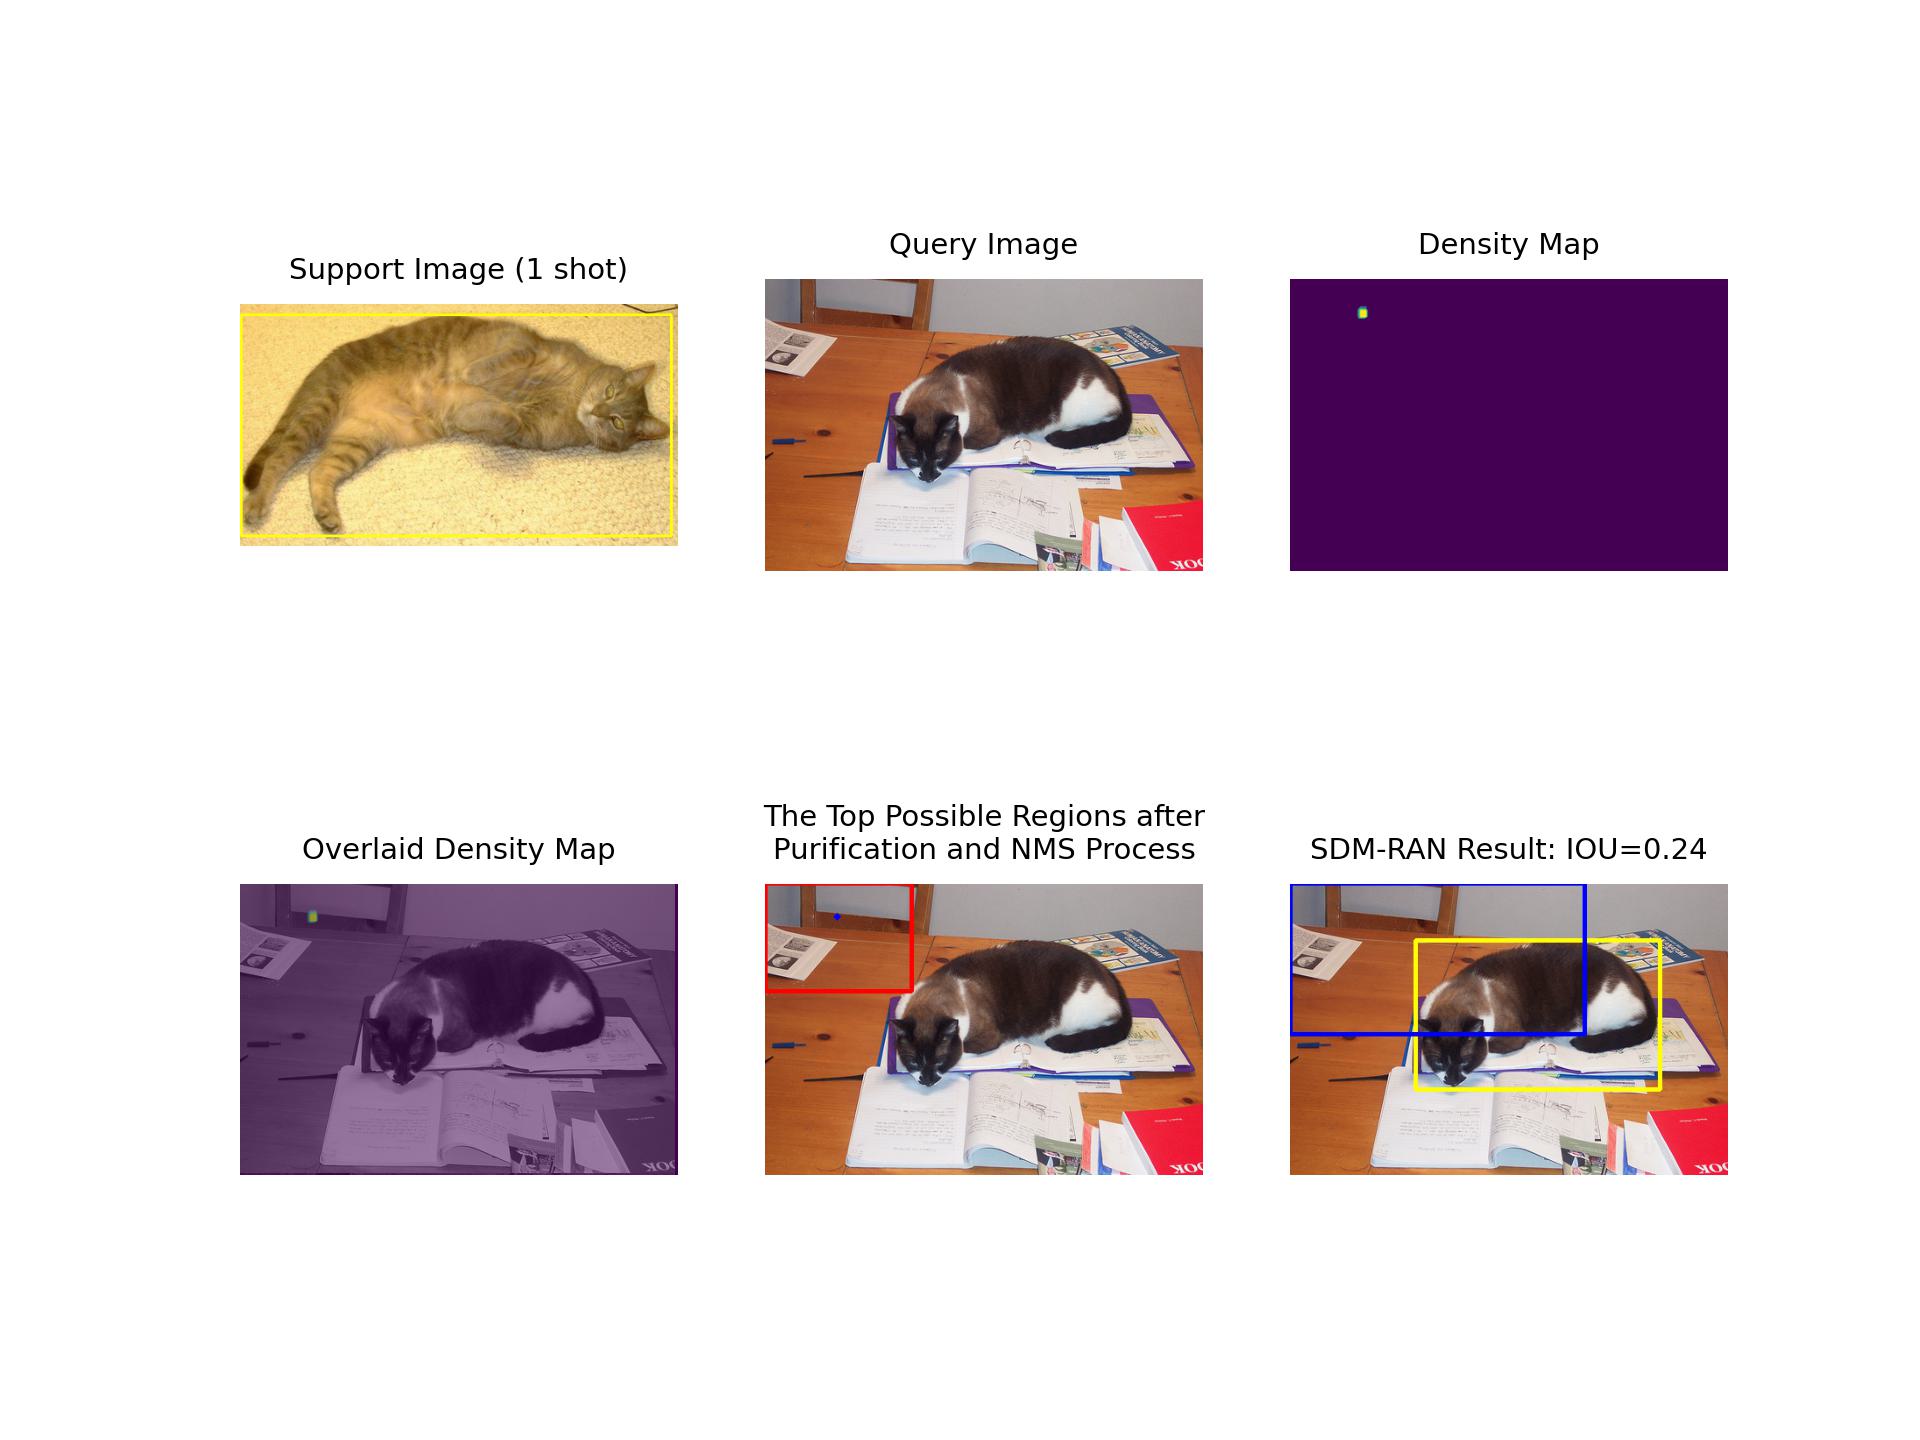 Support Image (1 shot)
Query Image
Density Map
Overlaid Density Map
The Top Possible Regions after
Purification and NMS Process
SDM-RAN Result: IOU=0.24